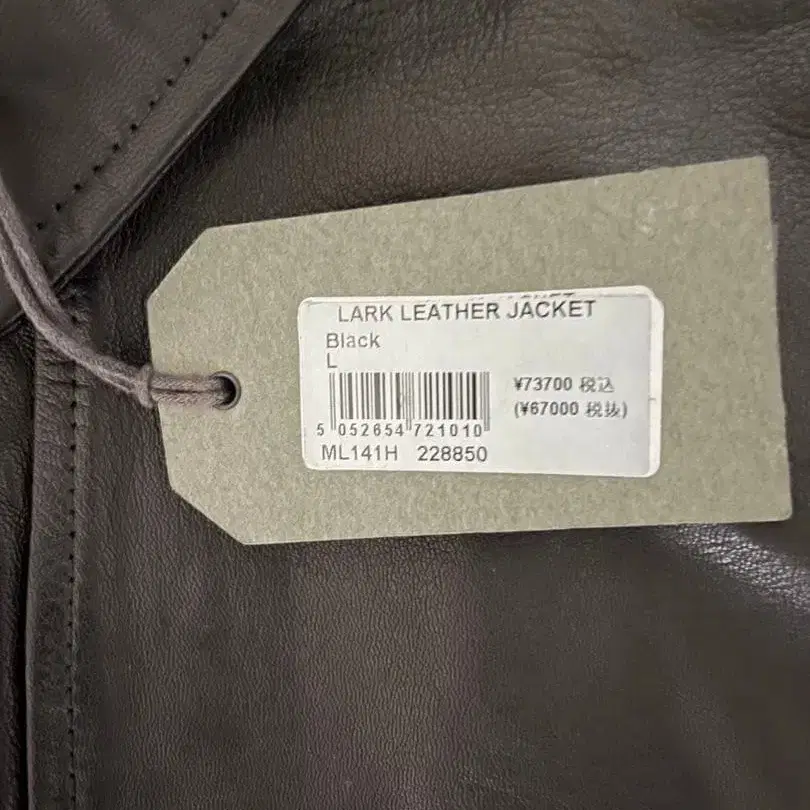 LARK LEATHER JACKET
Black
L
¥73700 税込
(¥67000 税抜)
5 052654 721010
ML141H 228850